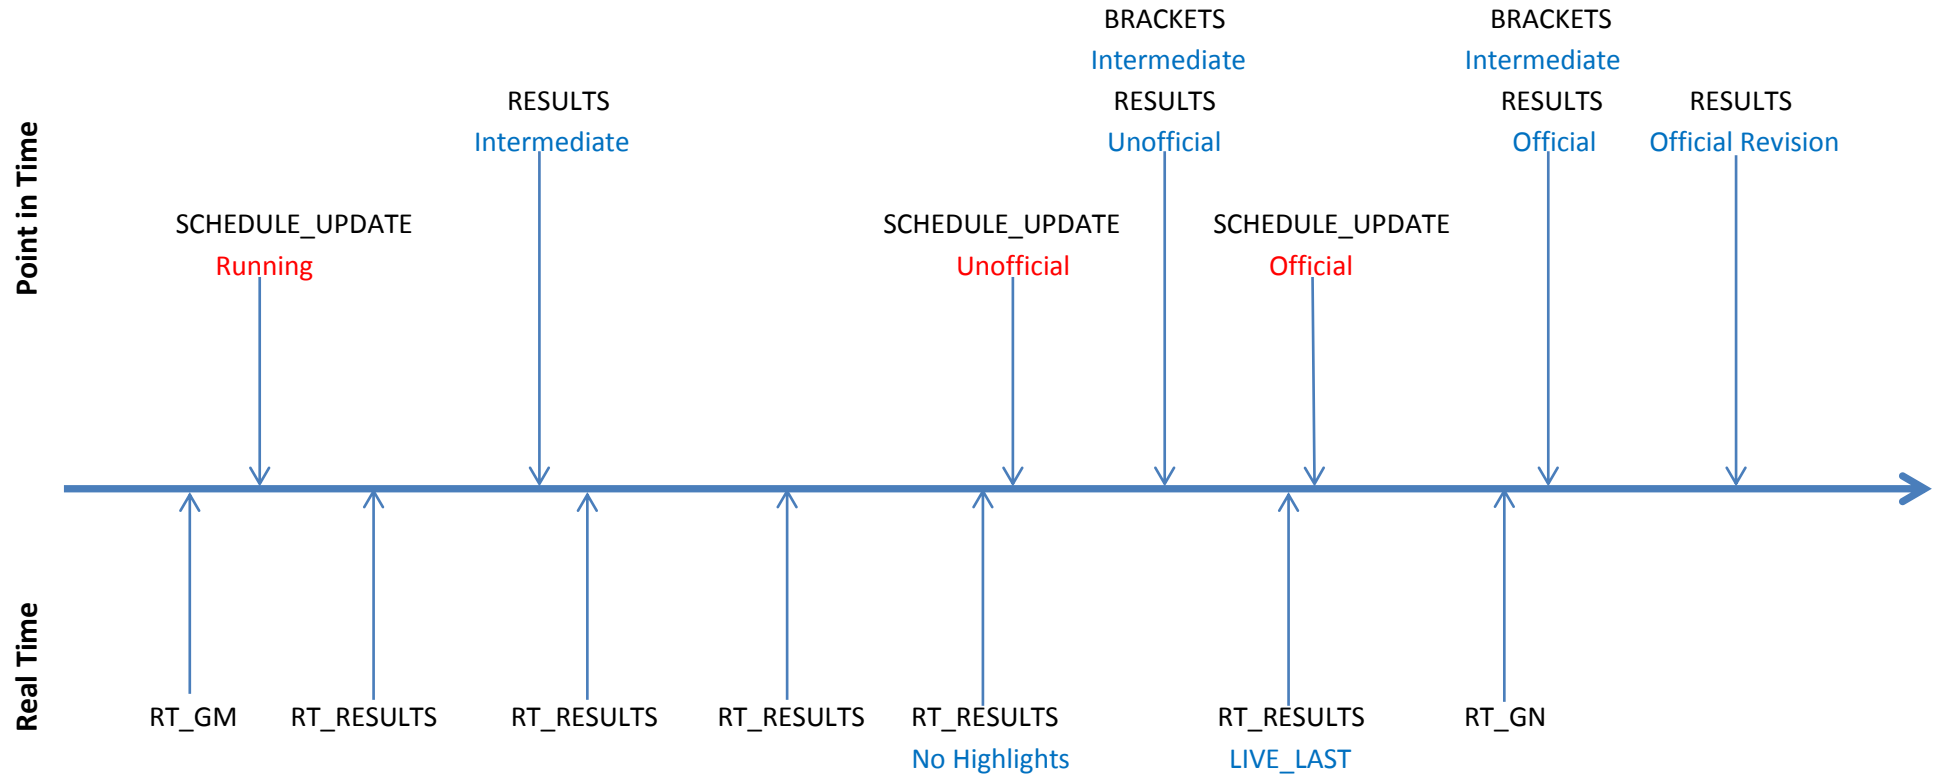 BRACKETS
Intermediate
RESULTS
Unofficial
BRACKETS
Intermediate
RESULTS
Official
RESULTS
Official Revision
RESULTS
Intermediate
SCHEDULE_UPDATE
Running
SCHEDULE_UPDATE
Unofficial
SCHEDULE_UPDATE
Official
Point in Time
Real Time
RT_GM
RT_RESULTS
RT_RESULTS
RT_RESULTS
RT_RESULTS
No Highlights
RT_RESULTS
LIVE_LAST
RT_GN